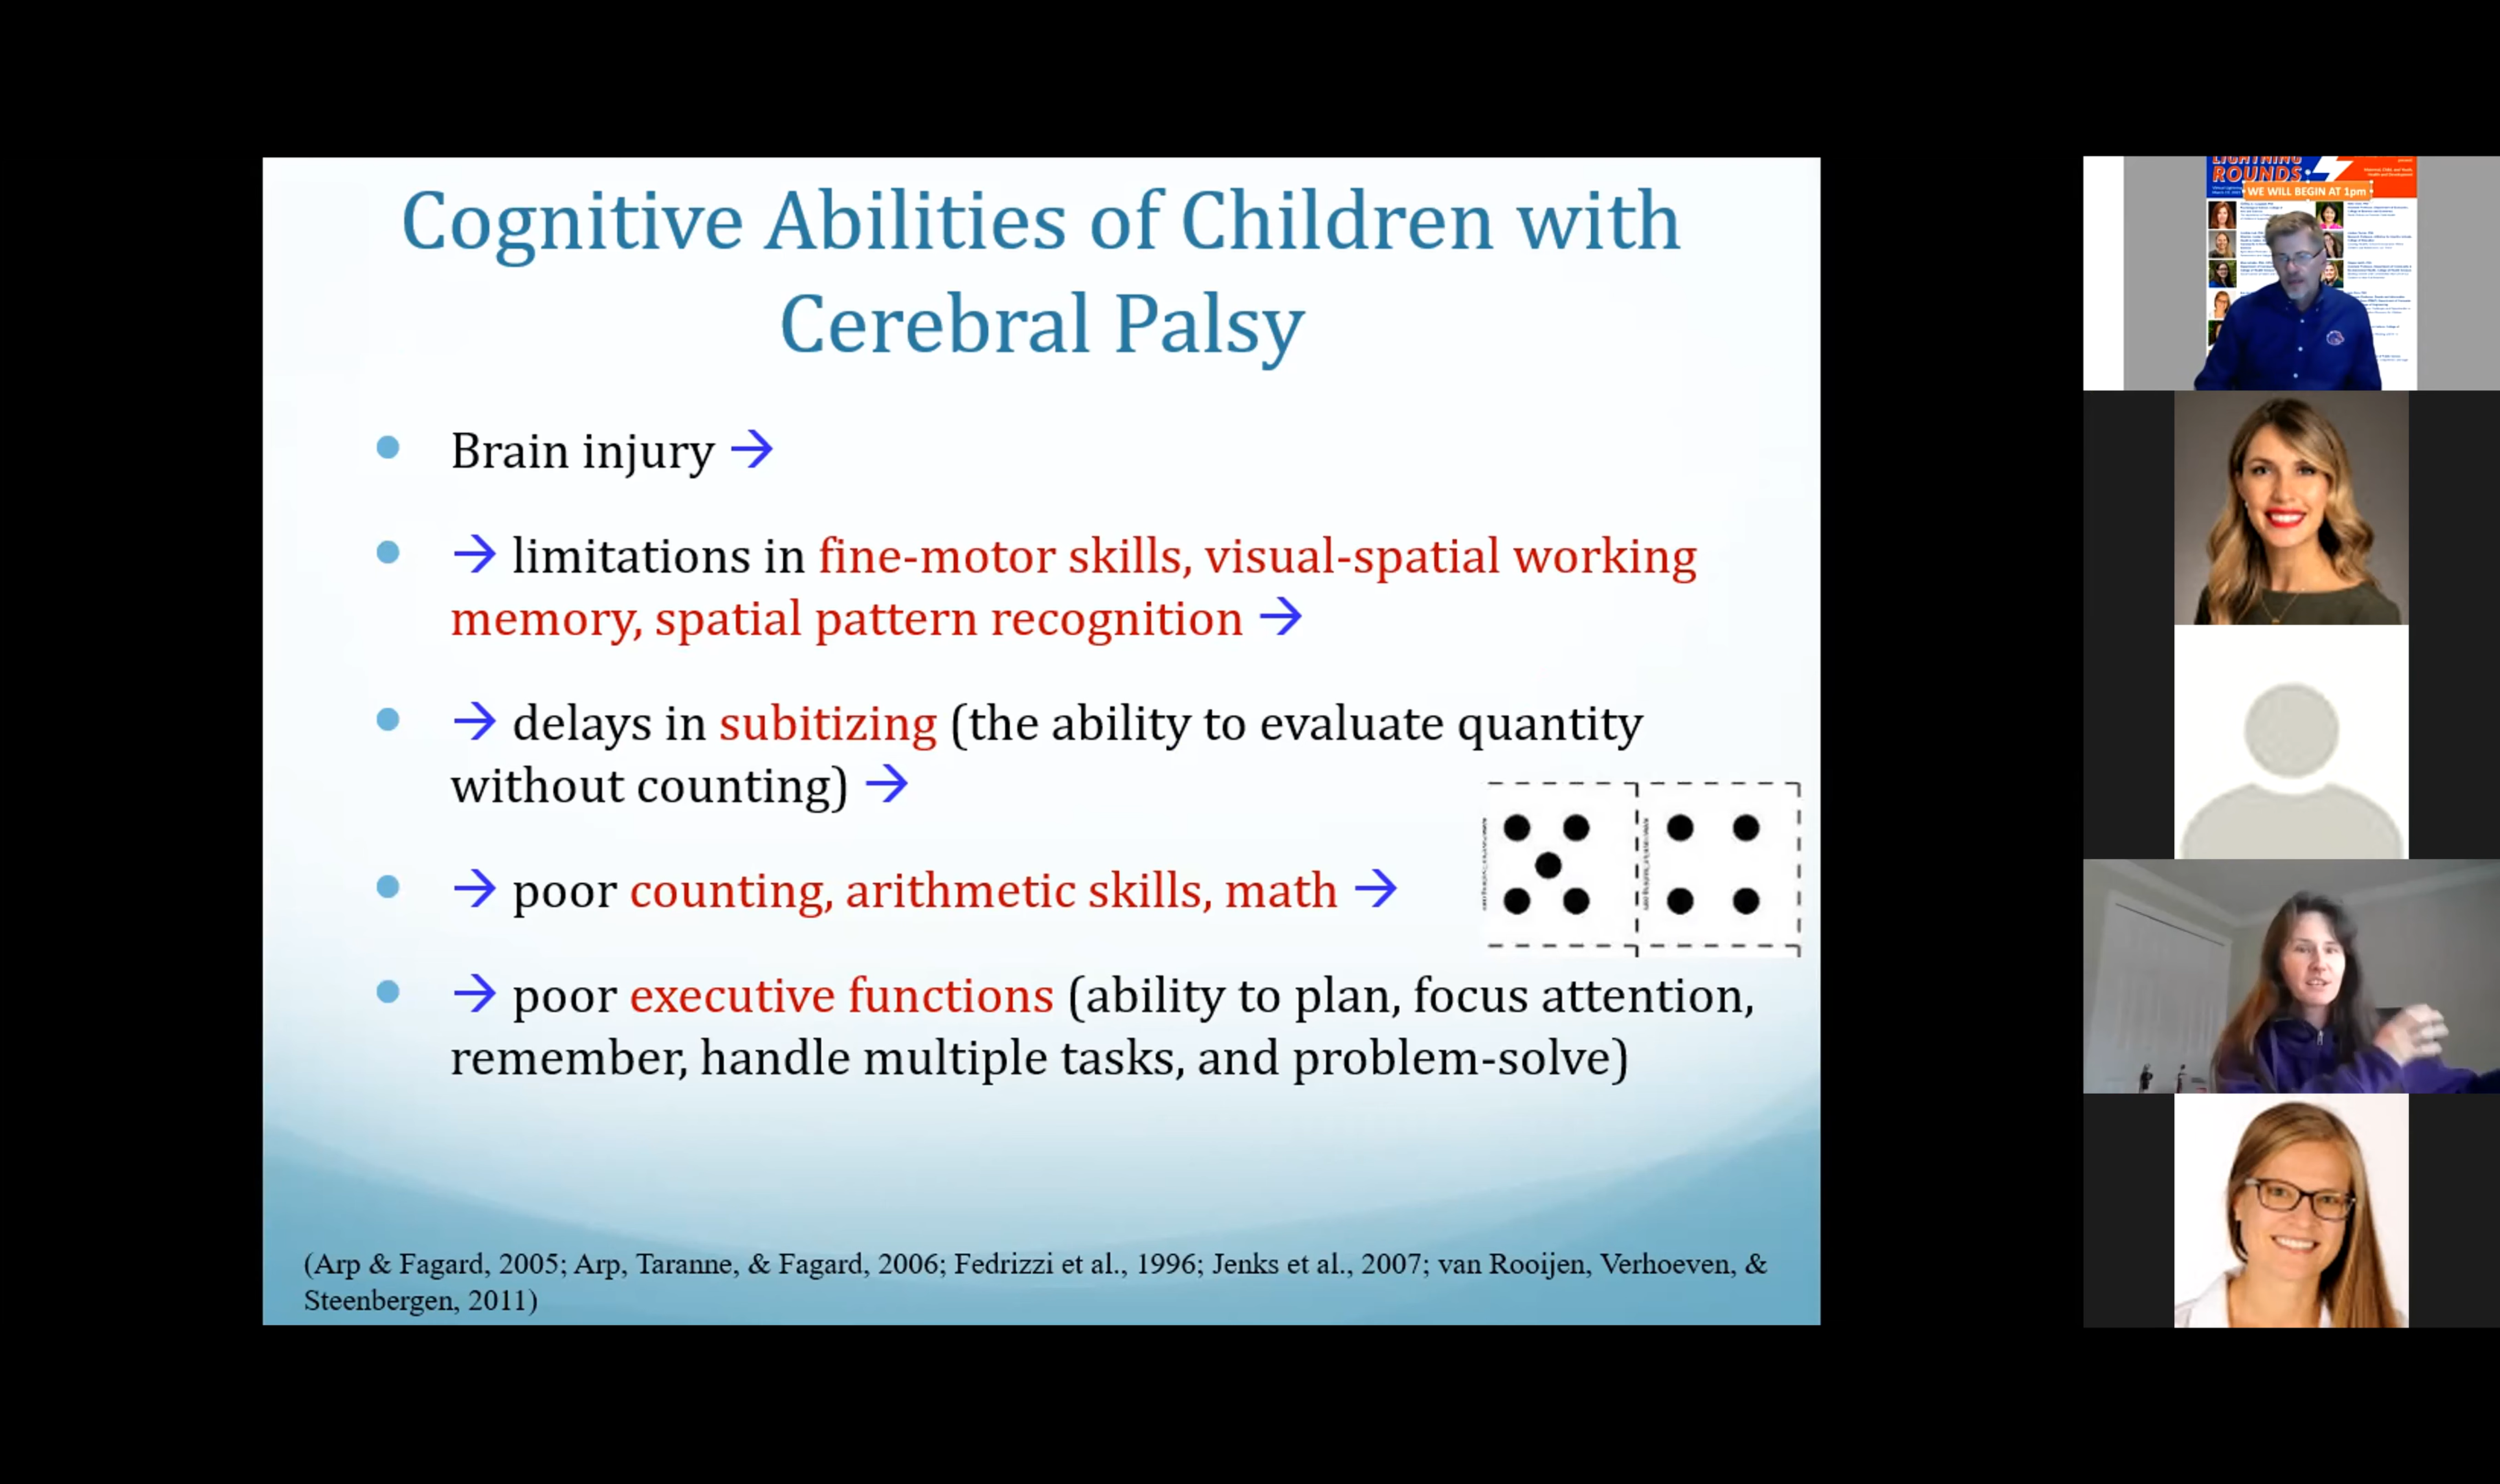 Cognitive Abilities of Children with
Cerebral Palsy
• Brain injury →
• → limitations in fine-motor skills, visual-spatial working
memory, spatial pattern recognition →
• → delays in subitizing (the ability to evaluate quantity
without counting) →
• → poor counting, arithmetic skills, math →
• → poor executive functions (ability to plan, focus attention,
remember, handle multiple tasks, and problem-solve)
(Arp & Fagard, 2005; Arp, Taranne, & Fagard, 2006; Fedrizzi et al., 1996; Jenks et al., 2007; van Rooijen, Verhoeven, &
Steenbergen, 2011)
LIGHTNING
ROUNDS
WE WILL BEGIN AT 1pm